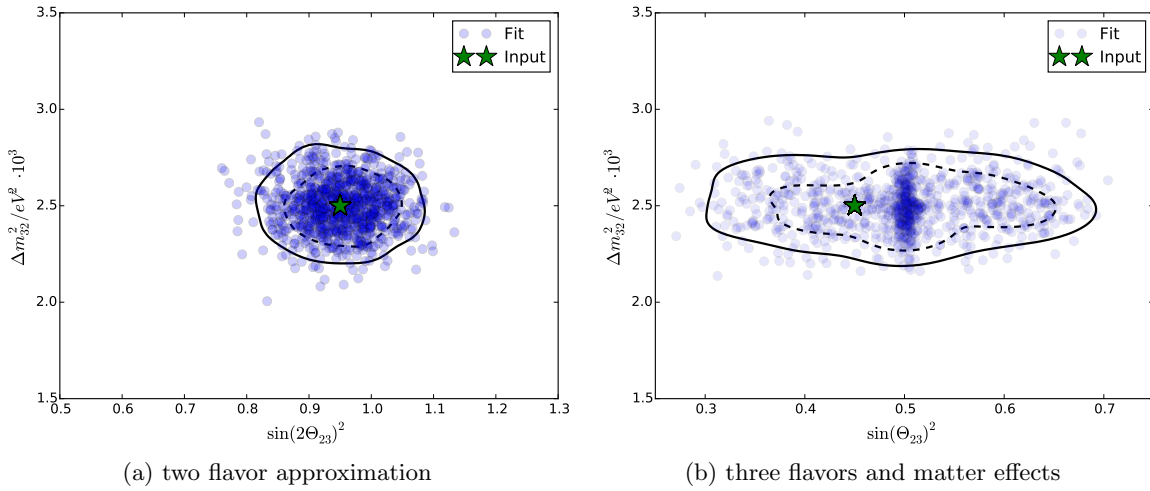 3.5
3.0
2.5
2.0
1.5
Δm²₃₂/eV² ·10³
0.5 0.6 0.7 0.8 0.9 1.0 1.1 1.2 1.3
sin(2Θ₂₃)²
Fit
Input
(a) two flavor approximation
3.5
3.0
2.5
2.0
1.5
Δm²₃₂/eV² ·10³
0.3 0.4 0.5 0.6 0.7
sin(Θ₂₃)²
Fit
Input
(b) three flavors and matter effects